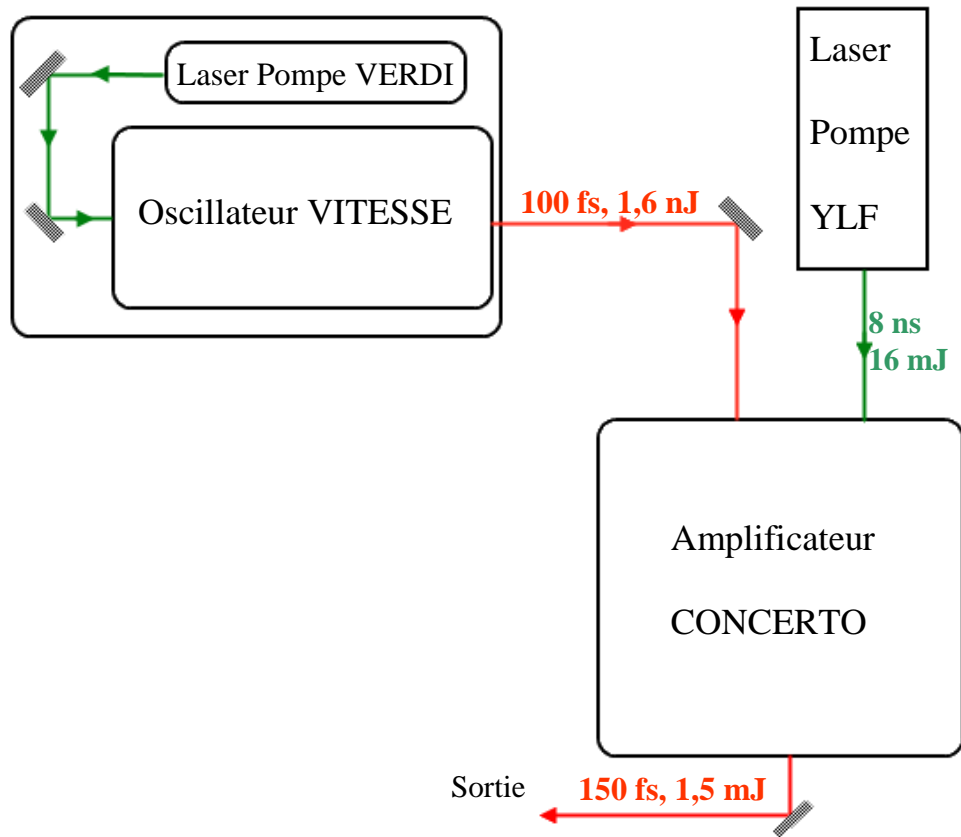 Laser Pompe VERDI
Oscillateur VITESSE
100 fs, 1,6 nJ
Laser
Pompe
YLF
8 ns
16 mJ
Amplificateur
CONCERTO
Sortie
150 fs, 1,5 mJ